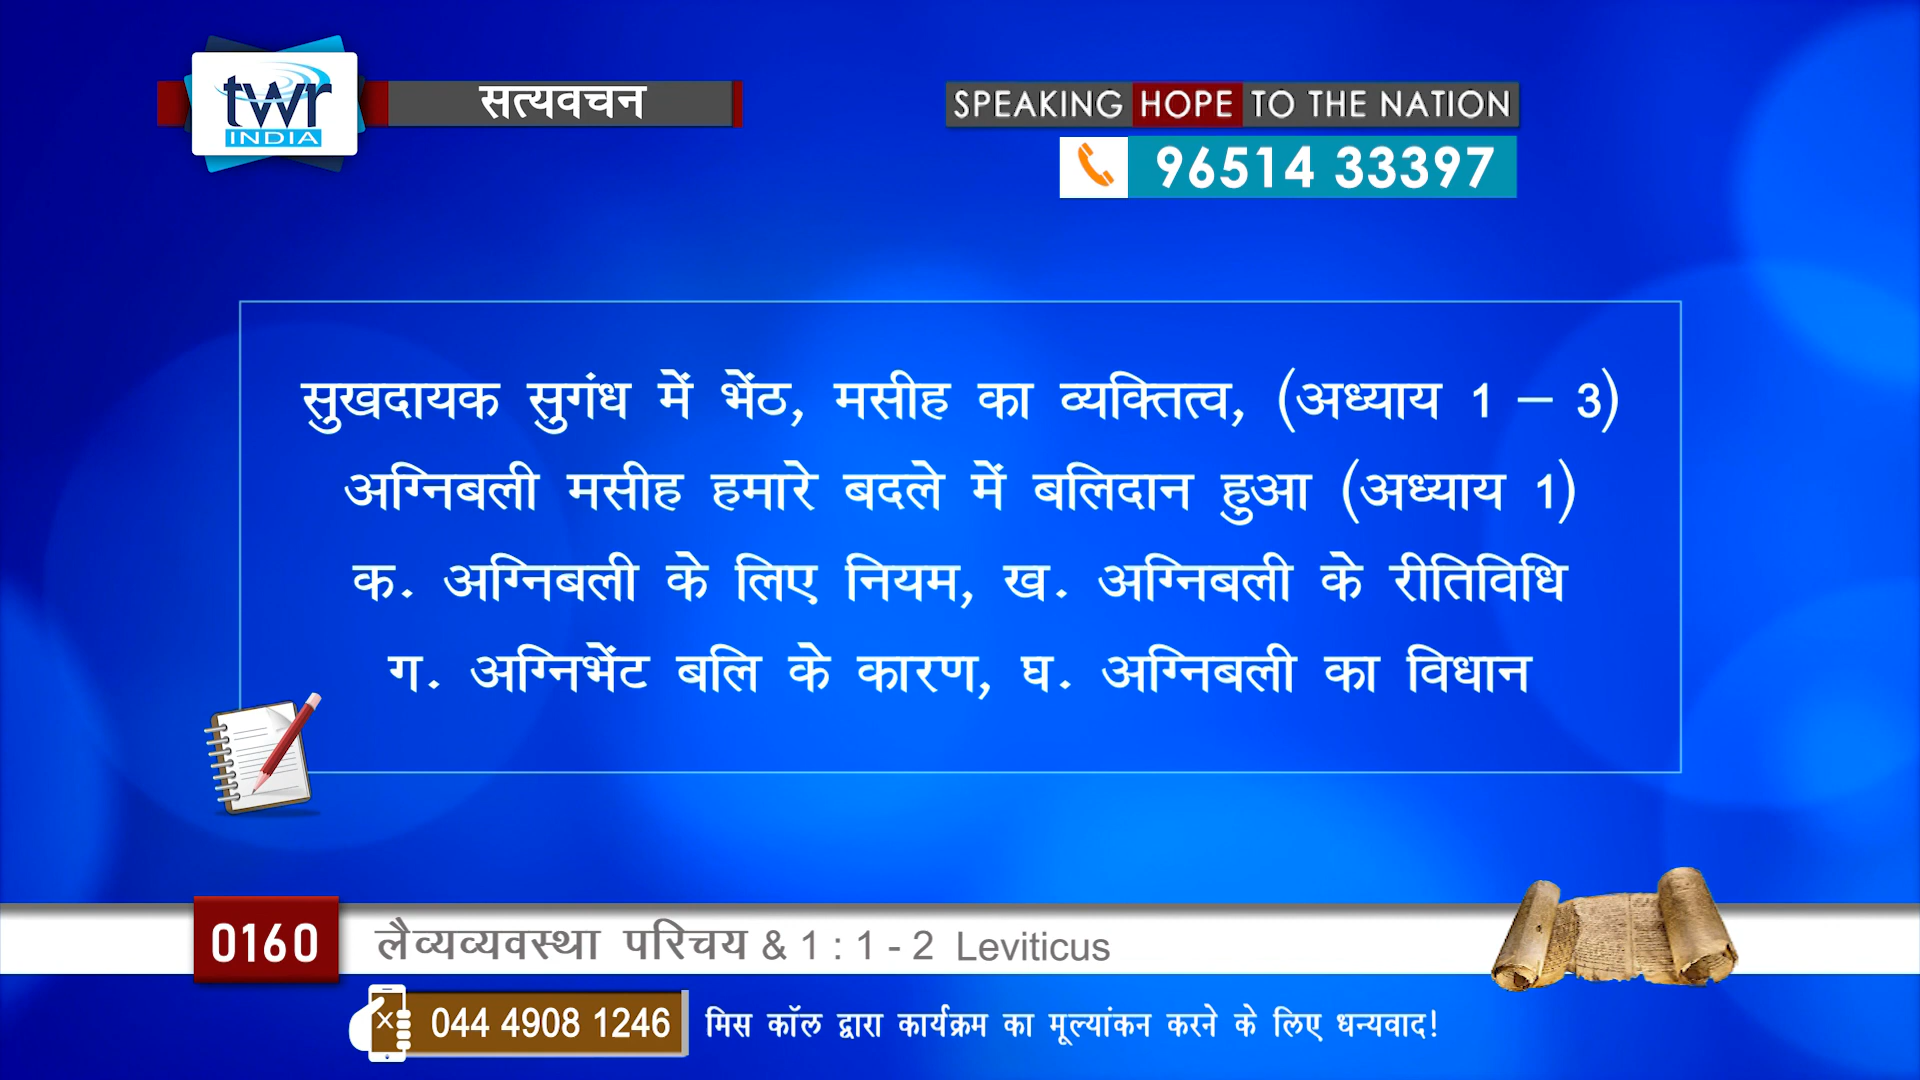 twr
INDIA
सत्यवचन
SPEAKING HOPE TO THE NATION
96514 33397
सुखदायक सुगंध में भेंठ, मसीह का व्यक्तित्व, (अध्याय 1 – 3)
अग्निबली मसीह हमारे बदले में बलिदान हुआ (अध्याय 1)
क. अग्निबली के लिए नियम, ख. अग्निबली के रीतिविधि
ग. अग्निभेंट बलि के कारण, घ. अग्निबली का विधान
0160 लैव्यव्यवस्था परिचय & 1 : 1 - 2 Leviticus
044 4908 1246 मिस कॉल द्वारा कार्यक्रम का मूल्यांकन करने के लिए धन्यवाद!